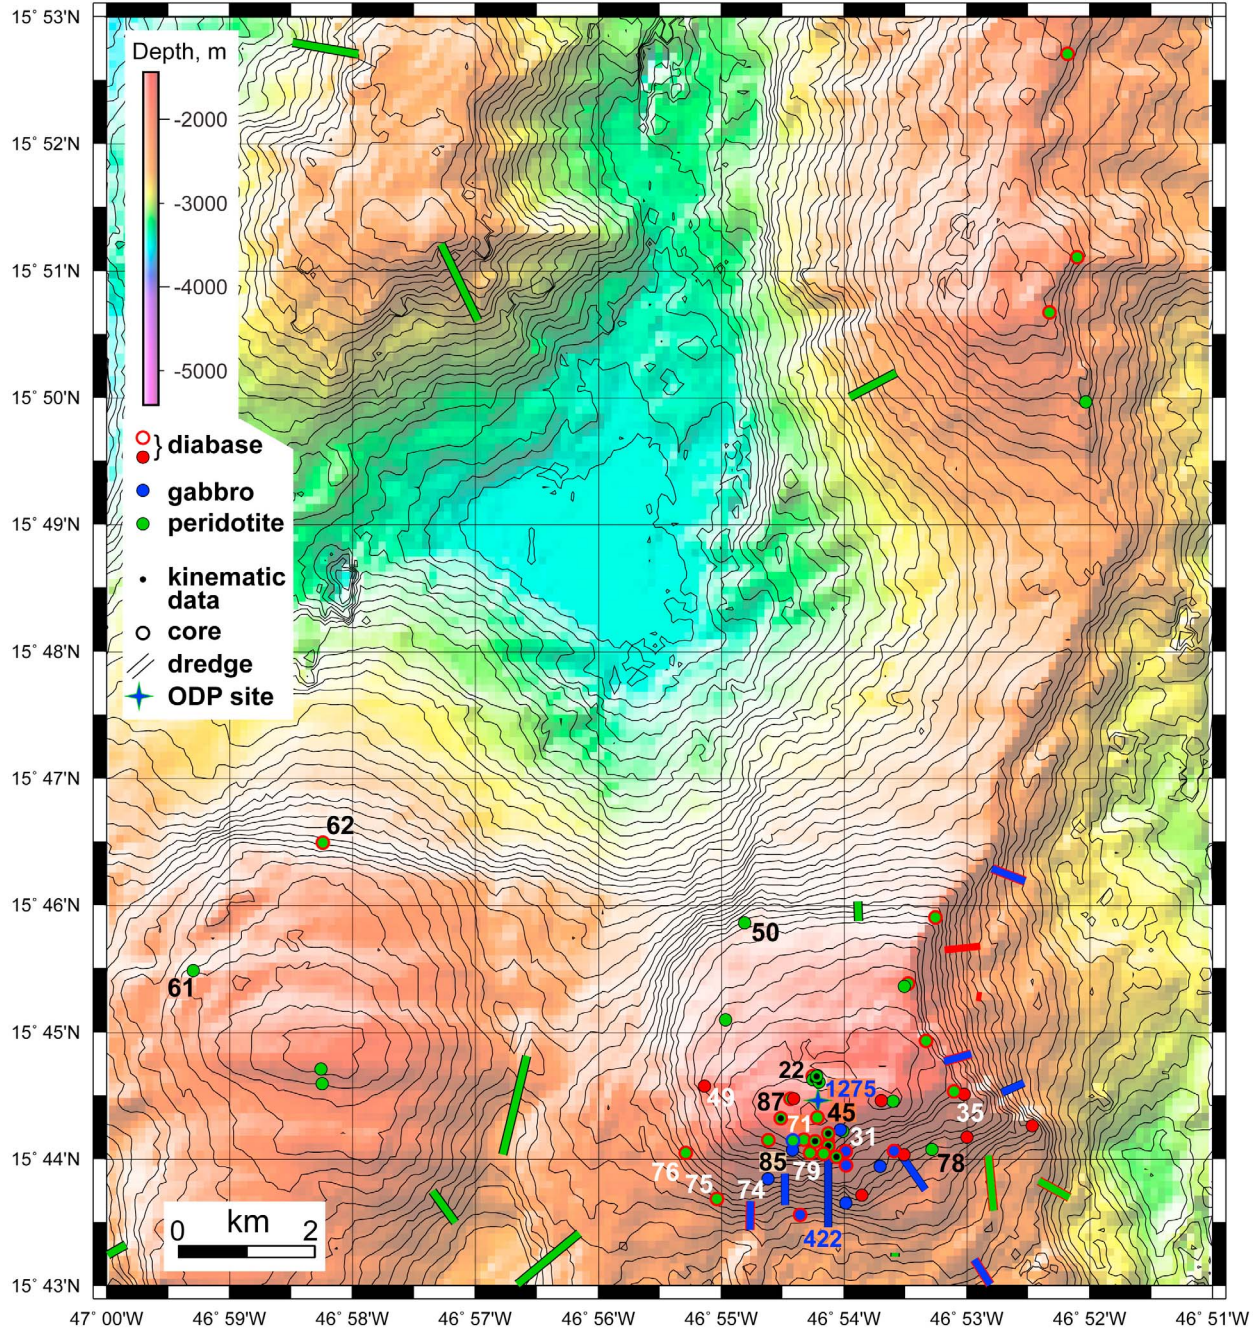 15° 53'N
15° 52'N
15° 51'N
15° 50'N
15° 49'N
15° 48'N
15° 47'N
15° 46'N
15° 45'N
15° 44'N
15° 43'N
Depth, m
-2000
-3000
-4000
-5000
} diabase
gabbro
peridotite
kinematic
data
core
dredge
ODP site
62
61
50
22
1275
49
87
45
71
31
35
85
79
78
76
75
74
422
km
0 2
47° 00'W 46° 59'W 46° 58'W 46° 57'W 46° 56'W 46° 55'W 46° 54'W 46° 53'W 46° 52'W 46° 51'W